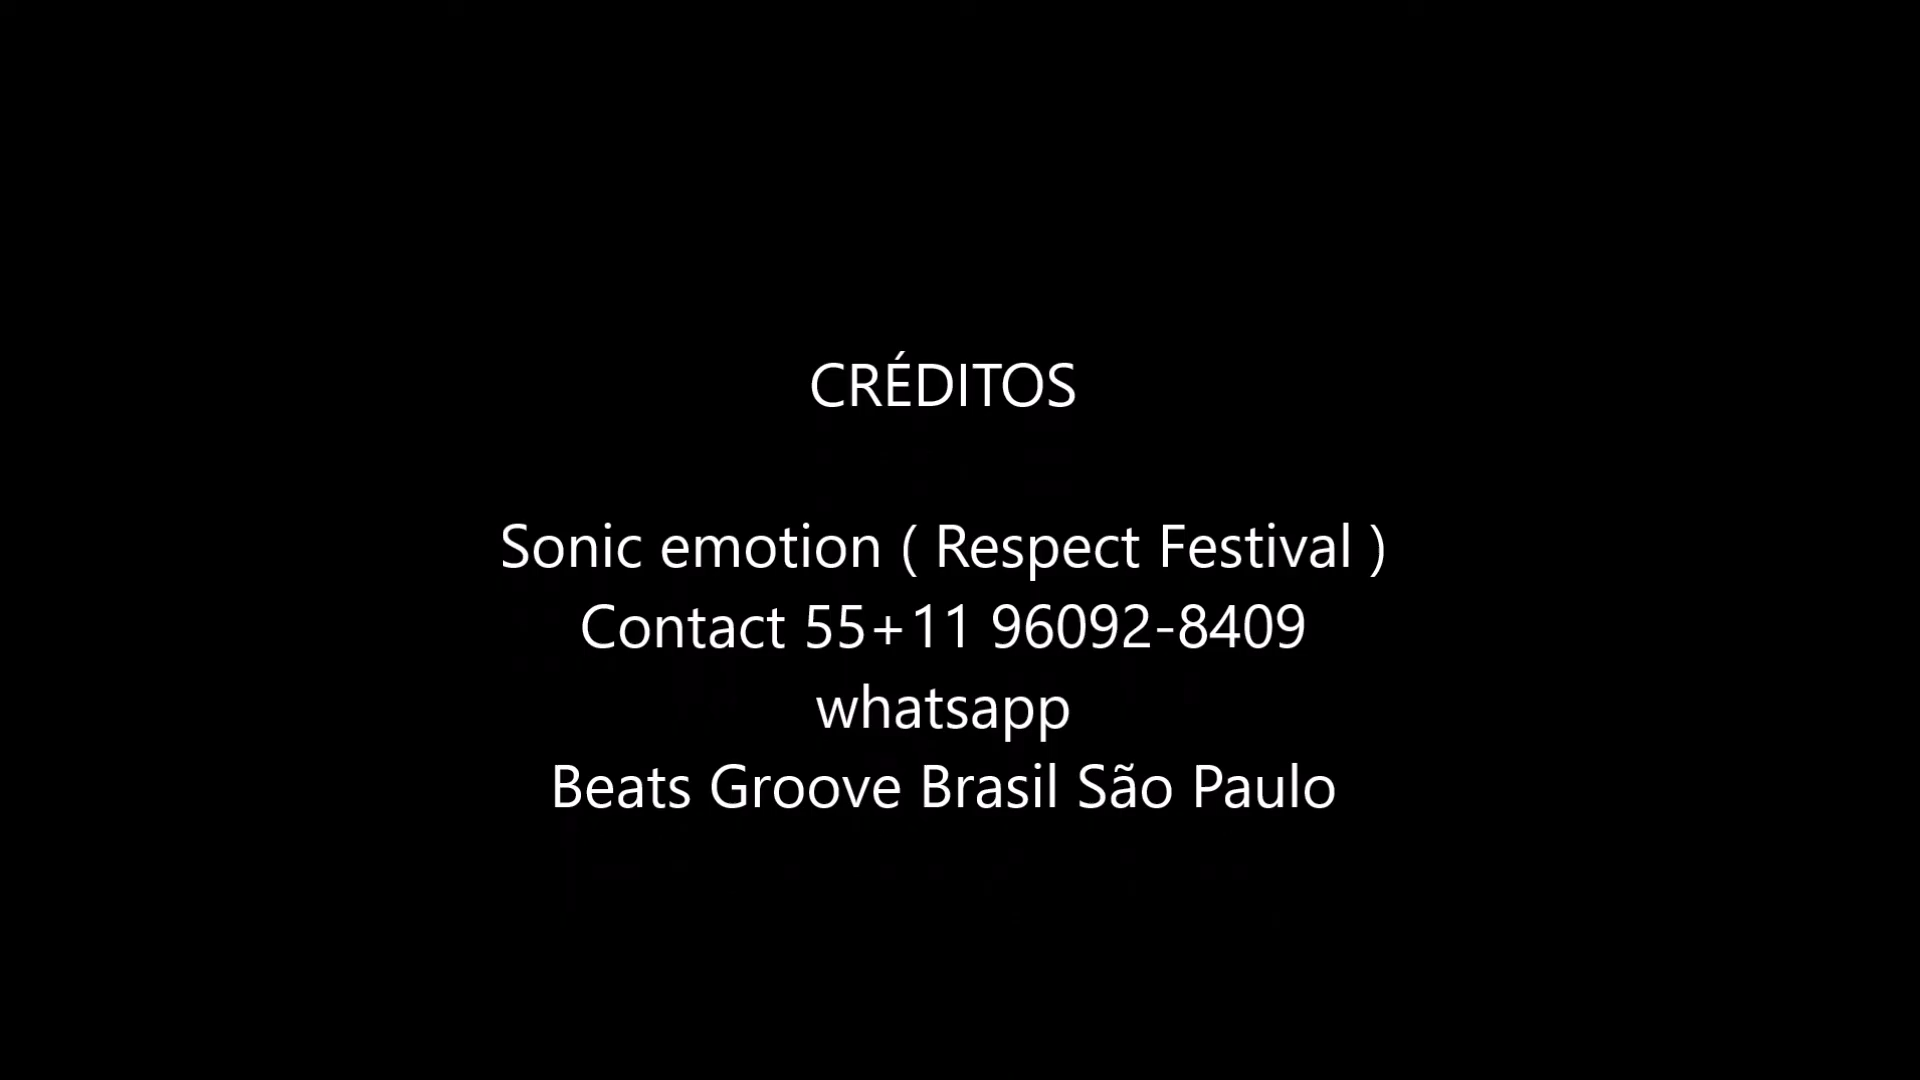 CRÉDITOS
Sonic emotion ( Respect Festival )
Contact 55+11 96092-8409
whatsapp
Beats Groove Brasil São Paulo